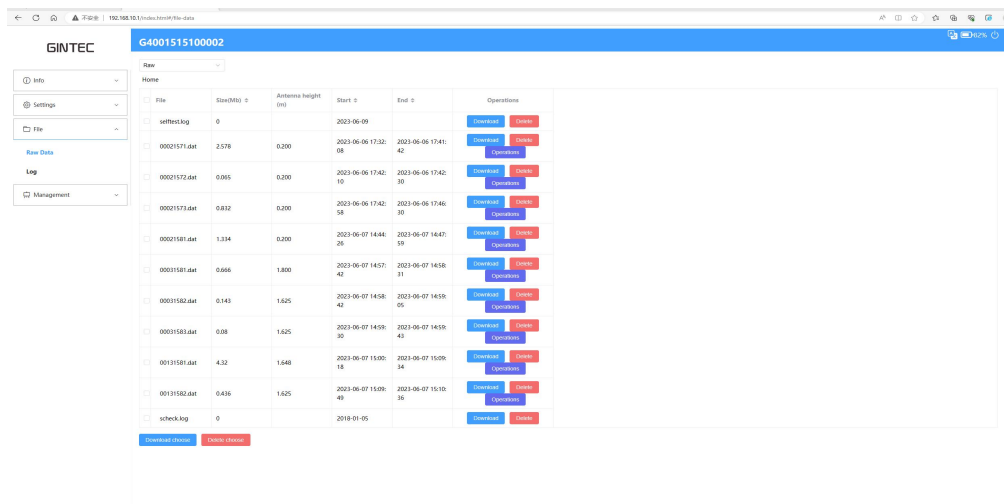 不安全 192.168.10.1/index.html#/file-data
GINTEC
G4001515100002
62%
Info
Settings
File
Raw Data
Log
Management
Raw
Home
File Size(Mb) Antenna height (m) Start End Operations
selftest.log 0 2023-06-09 Download Delete
00021571.dat 2.578 0.200 2023-06-06 17:32:08 2023-06-06 17:41:42 Download Delete Operations
00021572.dat 0.065 0.200 2023-06-06 17:42:10 2023-06-06 17:42:30 Download Delete Operations
00021573.dat 0.832 0.200 2023-06-06 17:42:58 2023-06-06 17:46:30 Download Delete Operations
00021581.dat 1.334 0.200 2023-06-07 14:44:26 2023-06-07 14:47:59 Download Delete Operations
00031581.dat 0.666 1.800 2023-06-07 14:57:42 2023-06-07 14:58:31 Download Delete Operations
00031582.dat 0.143 1.625 2023-06-07 14:58:42 2023-06-07 14:59:05 Download Delete Operations
00031583.dat 0.08 1.625 2023-06-07 14:59:30 2023-06-07 14:59:43 Download Delete Operations
00131581.dat 4.32 1.648 2023-06-07 15:00:18 2023-06-07 15:09:34 Download Delete Operations
00131582.dat 0.436 1.625 2023-06-07 15:09:49 2023-06-07 15:10:36 Download Delete Operations
scheck.log 0 2018-01-05 Download Delete
Download choose Delete choose